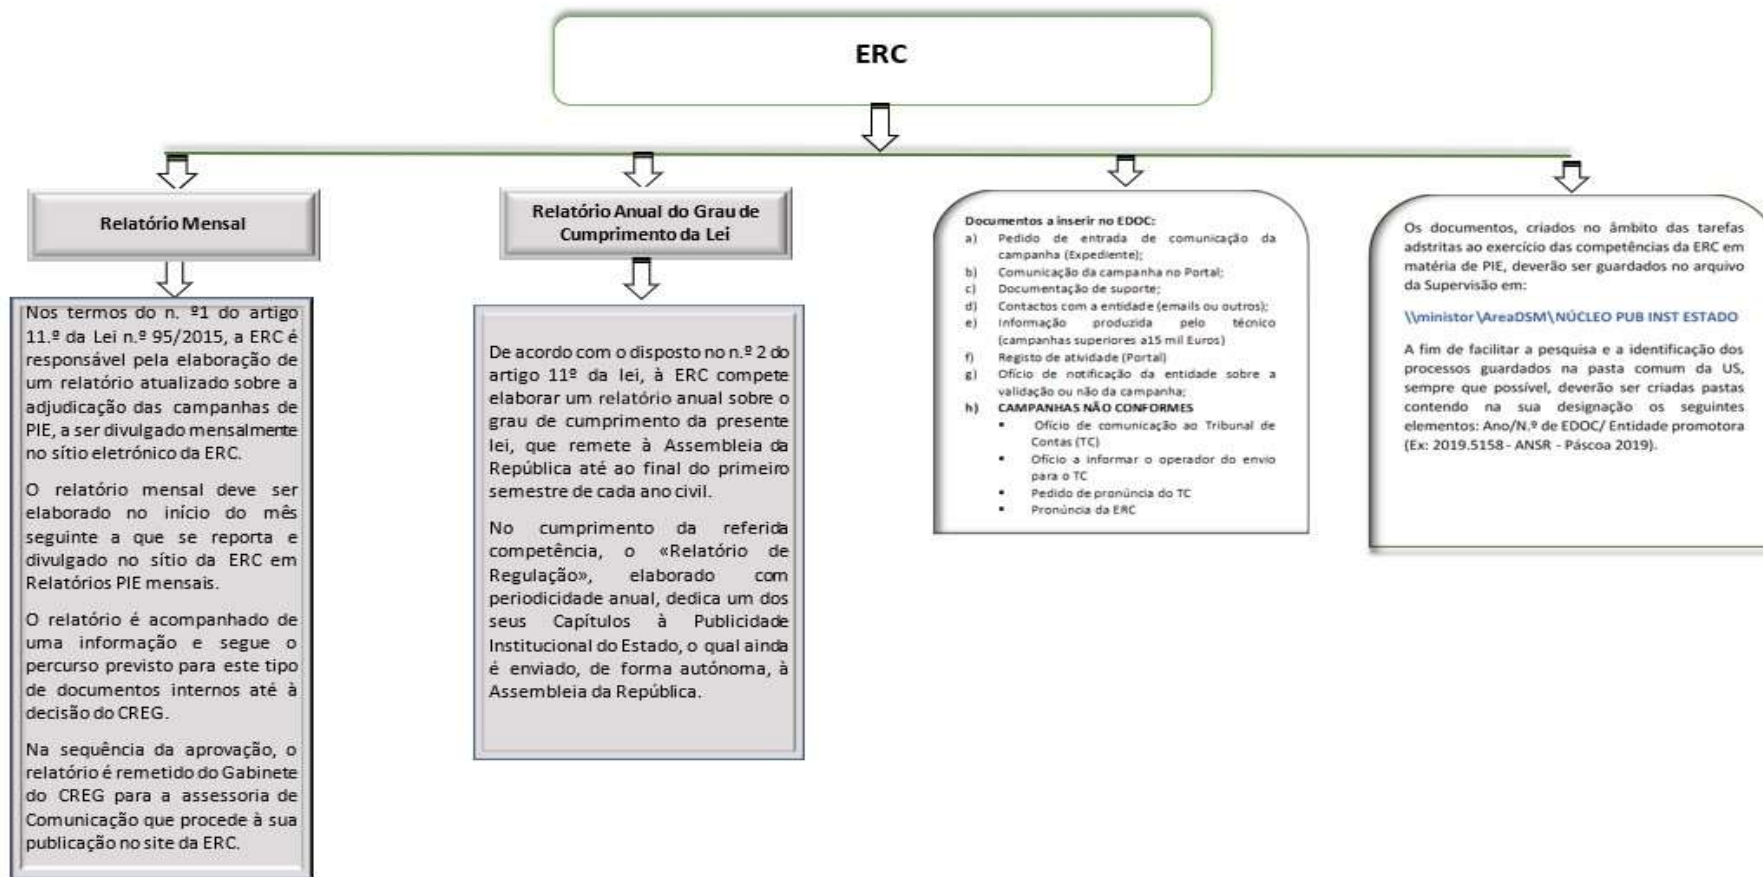 ERC
Relatório Mensal
Nos termos do n. º1 do artigo
11.º da Lei n.º 95/2015, a ERC é
responsável pela elaboração de
um relatório atualizado sobre a
adjudicação das campanhas de
PIE, a ser divulgado mensalmente
no sítio eletrónico da ERC.
O relatório mensal deve ser
elaborado no início do mês
seguinte a que se reporta e
divulgado no sítio da ERC em
Relatórios PIE mensais.
O relatório é acompanhado de
uma informação e segue o
percurso previsto para este tipo
de documentos internos até à
decisão do CREG.
Na sequência da aprovação, o
relatório é remetido do Gabinete
do CREG para a assessoria de
Comunicação que procede à sua
publicação no site da ERC.
Relatório Anual do Grau de
Cumprimento da Lei
De acordo com o disposto no n.º 2 do
artigo 11º da lei, à ERC compete
elaborar um relatório anual sobre o
grau de cumprimento da presente
lei, que remete à Assembleia da
República até ao final do primeiro
semestre de cada ano civil.
No cumprimento da referida
competência, o «Relatório de
Regulação», elaborado com
periodicidade anual, dedica um dos
seus Capítulos à Publicidade
Institucional do Estado, o qual ainda
é enviado, de forma autónoma, à
Assembleia da República.
Documentos a inserir no EDOC:
a) Pedido de entrada de comunicação da
campanha (Expediente);
b) Comunicação da campanha no Portal;
c) Documentação de suporte;
d) Contactos com a entidade (emails ou outros);
e) Informação produzida pelo técnico
(campanhas superiores a15 mil Euros)
f) Registo de atividade (Portal)
g) Ofício de notificação da entidade sobre a
validação ou não da campanha;
h) CAMPANHAS NÃO CONFORMES
▪ Ofício de comunicação ao Tribunal de
Contas (TC)
▪ Ofício a informar o operador do envio
para o TC
▪ Pedido de pronúncia do TC
▪ Pronúncia da ERC
Os documentos, criados no âmbito das tarefas
adstritas ao exercício das competências da ERC em
matéria de PIE, deverão ser guardados no arquivo
da Supervisão em:
\\ministor\AreaDSM\NÚCLEO PUB INST ESTADO
A fim de facilitar a pesquisa e a identificação dos
processos guardados na pasta comum da US,
sempre que possível, deverão ser criadas pastas
contendo na sua designação os seguintes
elementos: Ano/N.º de EDOC/ Entidade promotora
(Ex: 2019.5158 - ANSR - Páscoa 2019).